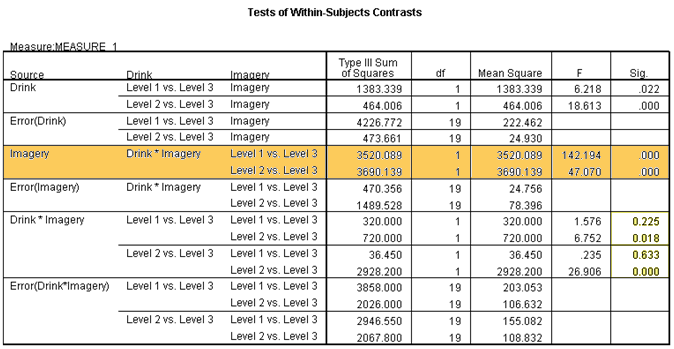 Tests of Within-Subjects Contrasts
Measure:MEASURE_1
Source Drink Imagery Type III Sum of Squares df Mean Square F Sig.
Drink Level 1 vs. Level 3 Imagery 1383.339 1 1383.339 6.218 .022
Level 2 vs. Level 3 Imagery 464.006 1 464.006 18.613 .000
Error(Drink) Level 1 vs. Level 3 Imagery 4226.772 19 222.462
Level 2 vs. Level 3 Imagery 473.661 19 24.930
Imagery Drink * Imagery Level 1 vs. Level 3 3520.089 1 3520.089 142.194 .000
Level 2 vs. Level 3 3690.139 1 3690.139 47.070 .000
Error(Imagery) Drink * Imagery Level 1 vs. Level 3 470.356 19 24.756
Level 2 vs. Level 3 1489.528 19 78.396
Drink * Imagery Level 1 vs. Level 3 Level 1 vs. Level 3 320.000 1 320.000 1.576 0.225
Level 2 vs. Level 3 720.000 1 720.000 6.752 0.018
Level 2 vs. Level 3 Level 1 vs. Level 3 36.450 1 36.450 .235 0.633
Level 2 vs. Level 3 2928.200 1 2928.200 26.906 0.000
Error(Drink*Imagery) Level 1 vs. Level 3 Level 1 vs. Level 3 3858.000 19 203.053
Level 2 vs. Level 3 2026.000 19 106.632
Level 2 vs. Level 3 Level 1 vs. Level 3 2946.550 19 155.082
Level 2 vs. Level 3 2067.800 19 108.832